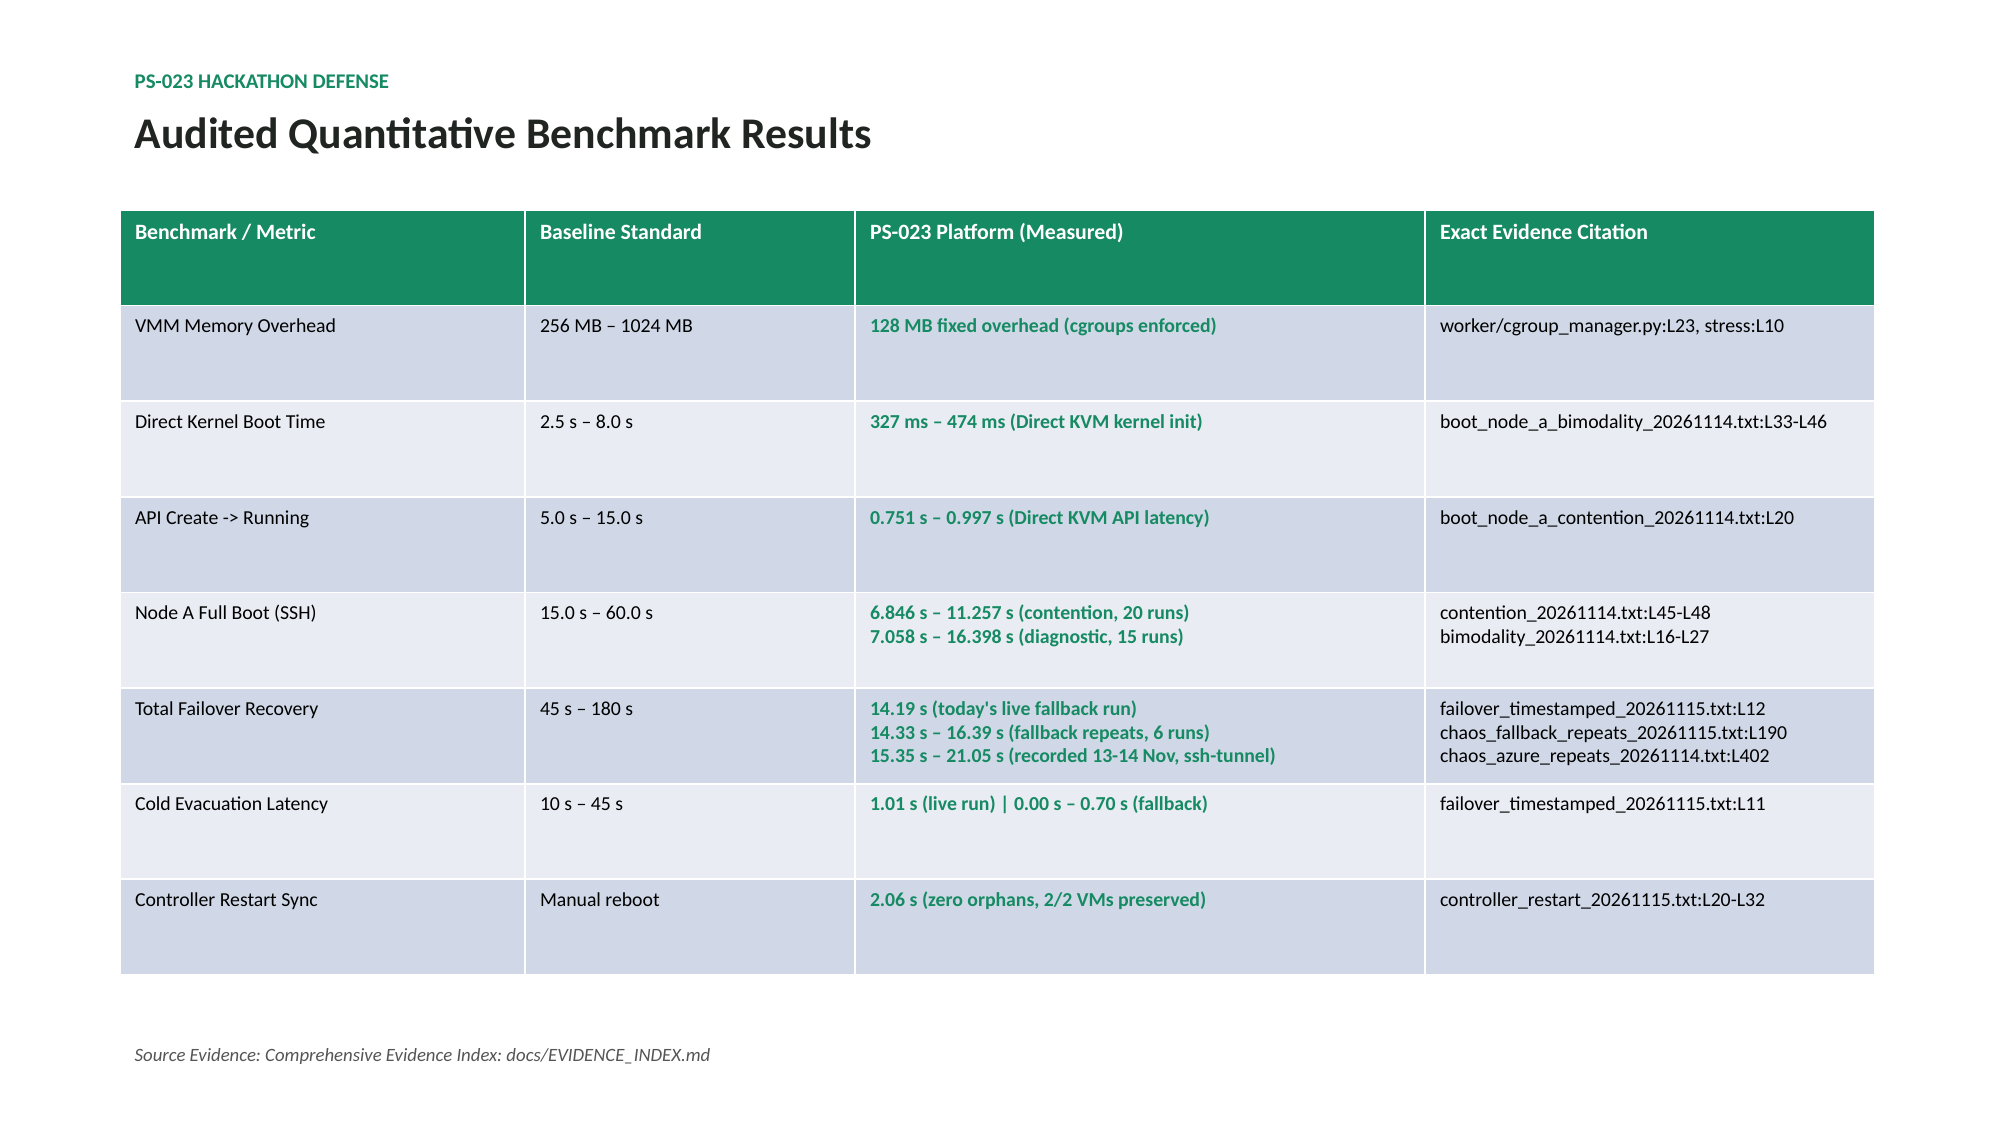 PS-023 HACKATHON DEFENSE
Audited Quantitative Benchmark Results
Benchmark / Metric
Baseline Standard
PS-023 Platform (Measured)
Exact Evidence Citation
VMM Memory Overhead
256 MB – 1024 MB
128 MB fixed overhead (cgroups enforced)
worker/cgroup_manager.py:L23, stress:L10
Direct Kernel Boot Time
2.5 s – 8.0 s
327 ms – 474 ms (Direct KVM kernel init)
boot_node_a_bimodality_20261114.txt:L33-L46
API Create -> Running
5.0 s – 15.0 s
0.751 s – 0.997 s (Direct KVM API latency)
boot_node_a_contention_20261114.txt:L20
Node A Full Boot (SSH)
15.0 s – 60.0 s
6.846 s – 11.257 s (contention, 20 runs)
7.058 s – 16.398 s (diagnostic, 15 runs)
contention_20261114.txt:L45-L48
bimodality_20261114.txt:L16-L27
Total Failover Recovery
45 s – 180 s
14.19 s (today's live fallback run)
14.33 s – 16.39 s (fallback repeats, 6 runs)
15.35 s – 21.05 s (recorded 13-14 Nov, ssh-tunnel)
failover_timestamped_20261115.txt:L12
chaos_fallback_repeats_20261115.txt:L190
chaos_azure_repeats_20261114.txt:L402
Cold Evacuation Latency
10 s – 45 s
1.01 s (live run) | 0.00 s – 0.70 s (fallback)
failover_timestamped_20261115.txt:L11
Controller Restart Sync
Manual reboot
2.06 s (zero orphans, 2/2 VMs preserved)
controller_restart_20261115.txt:L20-L32
Source Evidence: Comprehensive Evidence Index: docs/EVIDENCE_INDEX.md